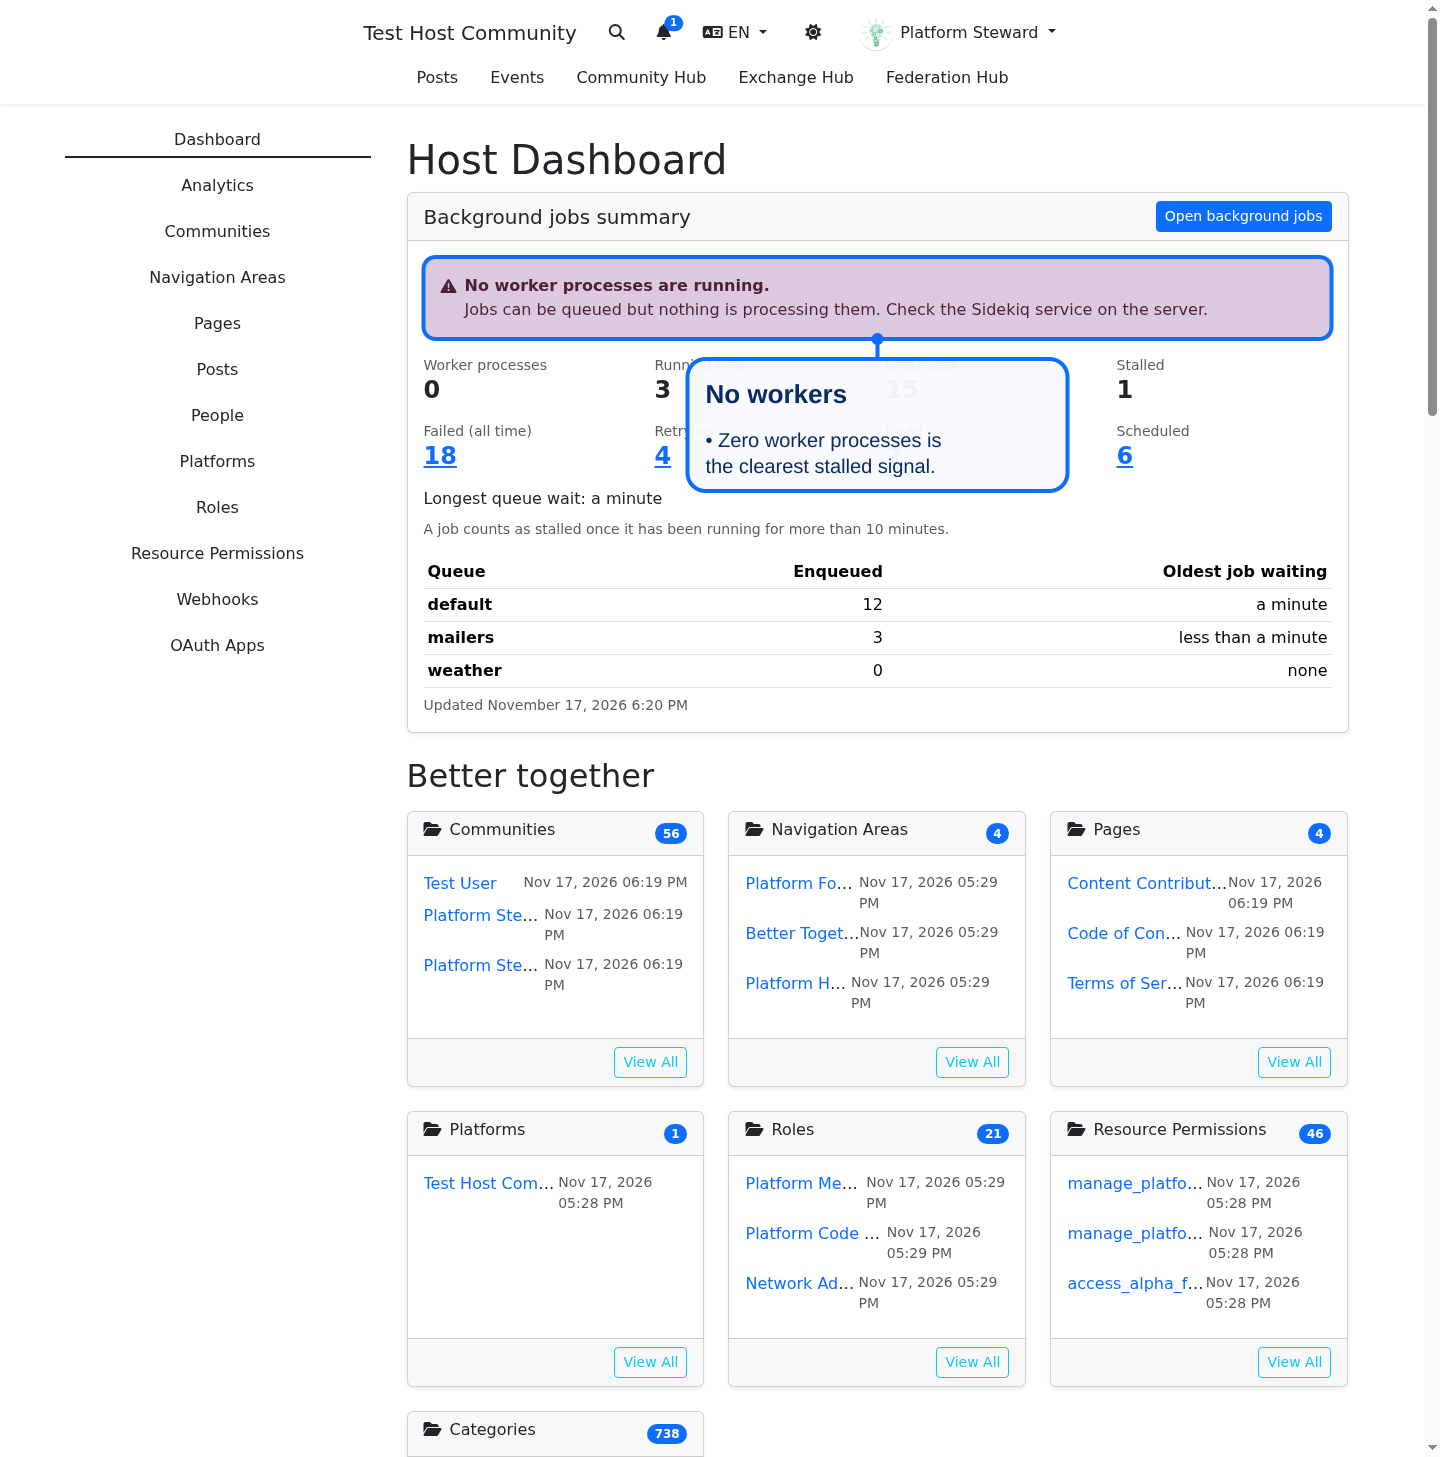 Test Host Community
1
EN
Platform Steward
Posts
Events
Community Hub
Exchange Hub
Federation Hub
Dashboard
Analytics
Communities
Navigation Areas
Pages
Posts
People
Platforms
Roles
Resource Permissions
Webhooks
OAuth Apps
Host Dashboard
Background jobs summary
Open background jobs
No worker processes are running.
Jobs can be queued but nothing is processing them. Check the Sidekiq service on the server.
Worker processes
0
Running now
3
Enqueued
15
Stalled
1
Failed (all time)
18
4
Scheduled
6
No workers
• Zero worker processes is
the clearest stalled signal.
Longest queue wait: a minute
A job counts as stalled once it has been running for more than 10 minutes.
Queue Enqueued Oldest job waiting
default 12 a minute
mailers 3 less than a minute
weather 0 none
Updated November 17, 2026 6:20 PM
Better together
Communities 56
Test User Nov 17, 2026 06:19 PM
Platform Ste... Nov 17, 2026 06:19
PM
Platform Ste... Nov 17, 2026 06:19
PM
View All
Navigation Areas 4
Platform Fo... Nov 17, 2026 05:29
PM
Better Toget... Nov 17, 2026 05:29
PM
Platform H... Nov 17, 2026 05:29
PM
View All
Pages 4
Content Contribut... Nov 17, 2026
06:19 PM
Code of Con... Nov 17, 2026 06:19
PM
Terms of Ser... Nov 17, 2026 06:19
PM
View All
Platforms 1
Test Host Com... Nov 17, 2026
05:28 PM
View All
Roles 21
Platform Me... Nov 17, 2026 05:29
PM
Platform Code ... Nov 17, 2026
05:29 PM
Network Ad... Nov 17, 2026 05:29
PM
View All
Resource Permissions 46
manage_platfo... Nov 17, 2026
05:28 PM
manage_platfo... Nov 17, 2026
05:28 PM
access_alpha_f... Nov 17, 2026
05:28 PM
View All
Categories 738